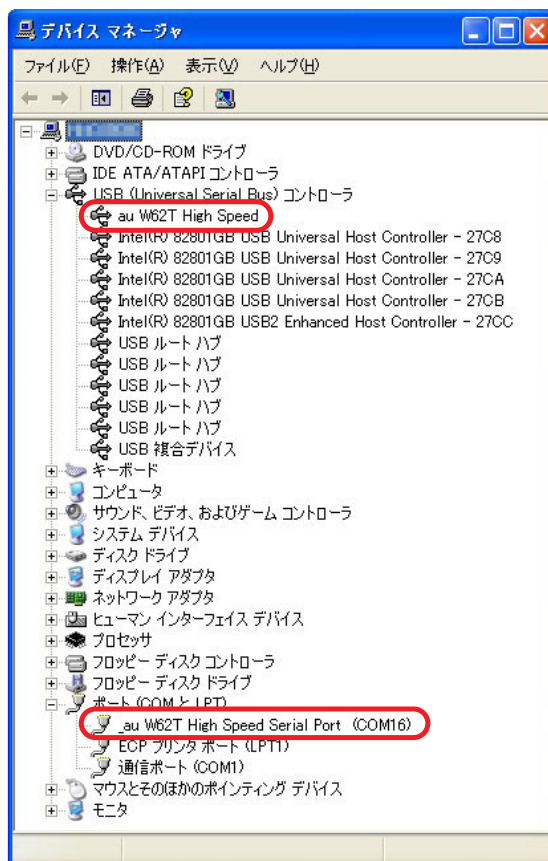 デバイス マネージャ
ファイル(F) 操作(A) 表示(V) ヘルプ(H)
DVD/CD-ROM ドライブ
IDE ATA/ATAPI コントローラ
USB (Universal Serial Bus) コントローラ
au W62T High Speed
Intel(R) 82801GB USB Universal Host Controller - 27C8
Intel(R) 82801GB USB Universal Host Controller - 27C9
Intel(R) 82801GB USB Universal Host Controller - 27CA
Intel(R) 82801GB USB Universal Host Controller - 27CB
Intel(R) 82801GB USB2 Enhanced Host Controller - 27CC
USB ルート ハブ
USB ルート ハブ
USB ルート ハブ
USB ルート ハブ
USB ルート ハブ
USB 複合デバイス
キーボード
コンピュータ
サウンド、ビデオ、およびゲーム コントローラ
システム デバイス
ディスク ドライブ
ディスプレイ アダプタ
ネットワーク アダプタ
ヒューマン インターフェイス デバイス
プロセッサ
フロッピー ディスク コントローラ
フロッピー ディスク ドライブ
ポート (COM と LPT)
_au W62T High Speed Serial Port (COM16)
ECP プリンタ ポート (LPT1)
通信ポート (COM1)
マウスとそのほかのポインティング デバイス
モニタ